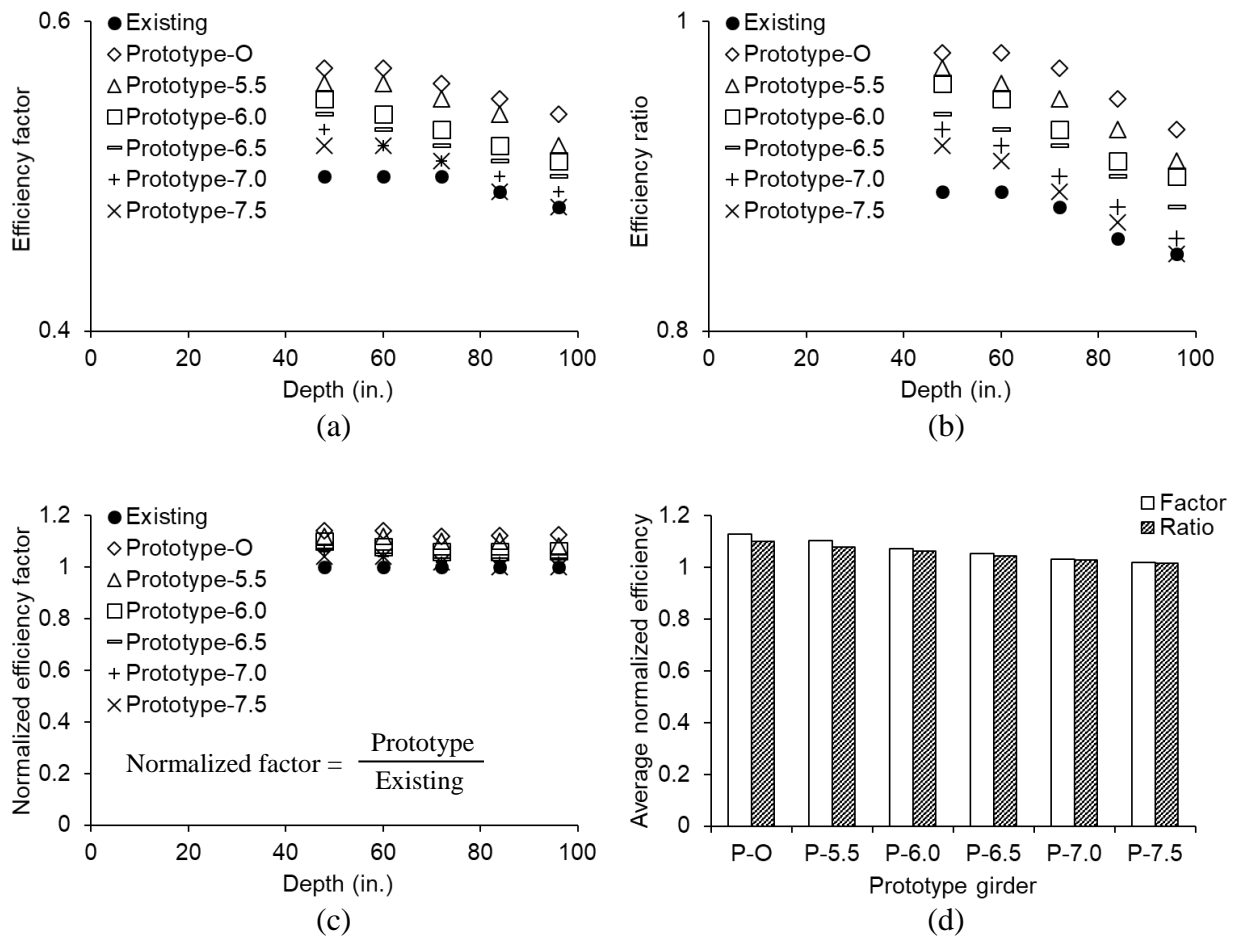 0.6
0.4
Efficiency factor
Existing
Prototype-O
Prototype-5.5
Prototype-6.0
Prototype-6.5
Prototype-7.0
Prototype-7.5
0 20 40 60 80 100
Depth (in.)
(a)
1
0.8
Efficiency ratio
Existing
Prototype-O
Prototype-5.5
Prototype-6.0
Prototype-6.5
Prototype-7.0
Prototype-7.5
0 20 40 60 80 100
Depth (in.)
(b)
1.2
1
0.8
0.6
0.4
0.2
0
Normalized efficiency factor
Existing
Prototype-O
Prototype-5.5
Prototype-6.0
Prototype-6.5
Prototype-7.0
Prototype-7.5
Normalized factor = Prototype
Existing
0 20 40 60 80 100
Depth (in.)
(c)
1.2
1
0.8
0.6
0.4
0.2
0
Average normalized efficiency
Factor
Ratio
P-O P-5.5 P-6.0 P-6.5 P-7.0 P-7.5
Prototype girder
(d)